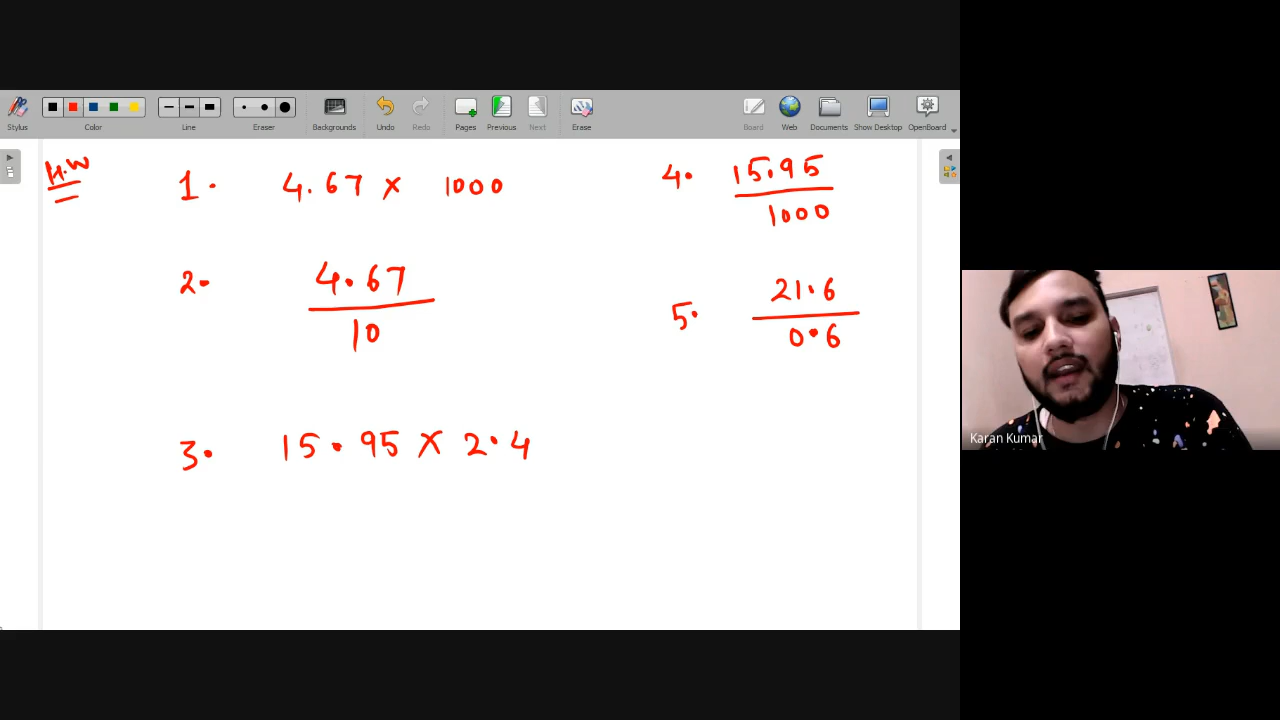 Stylus Color Line Eraser Backgrounds Undo Redo Pages Previous Next Erase Board Web Documents Show Desktop OpenBoard
H.W
1. 4.67 × 1000
2. 4.67
10
3. 15.95 × 2.4
4. 15.95
1000
5. 21.6
0.6
Karan Kumar